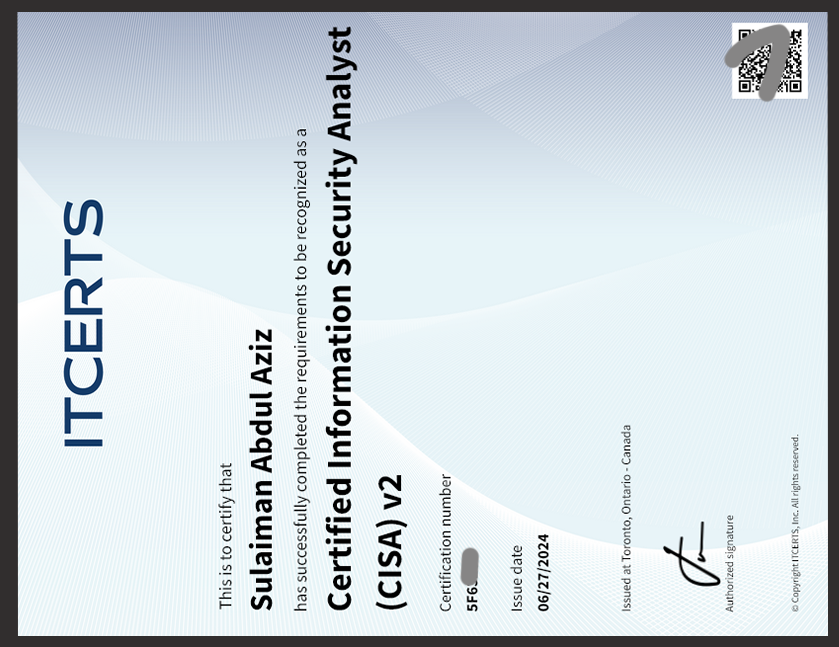 ITCERTS
This is to certify that
Sulaiman Abdul Aziz
has successfully completed the requirements to be recognized as a
Certified Information Security Analyst
(CISA) v2
Certification number
5F6
Issue date
06/27/2024
Issued at Toronto, Ontario - Canada
Authorized signature
© Copyright ITCERTS, Inc. All rights reserved.